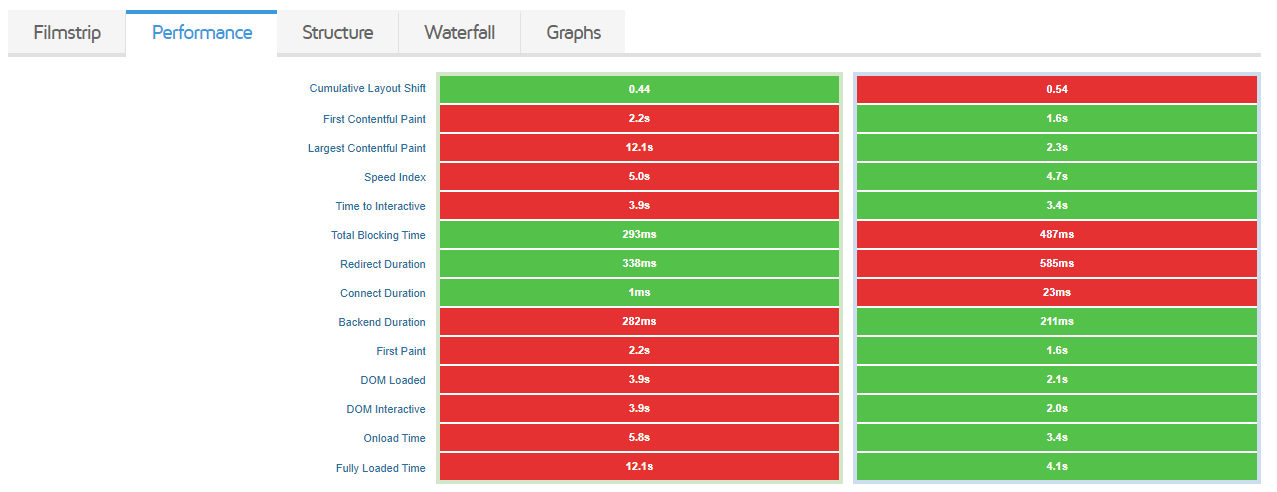 Filmstrip Performance Structure Waterfall Graphs
Cumulative Layout Shift 0.44 0.54
First Contentful Paint 2.2s 1.6s
Largest Contentful Paint 12.1s 2.3s
Speed Index 5.0s 4.7s
Time to Interactive 3.9s 3.4s
Total Blocking Time 293ms 487ms
Redirect Duration 338ms 585ms
Connect Duration 1ms 23ms
Backend Duration 282ms 211ms
First Paint 2.2s 1.6s
DOM Loaded 3.9s 2.1s
DOM Interactive 3.9s 2.0s
Onload Time 5.8s 3.4s
Fully Loaded Time 12.1s 4.1s